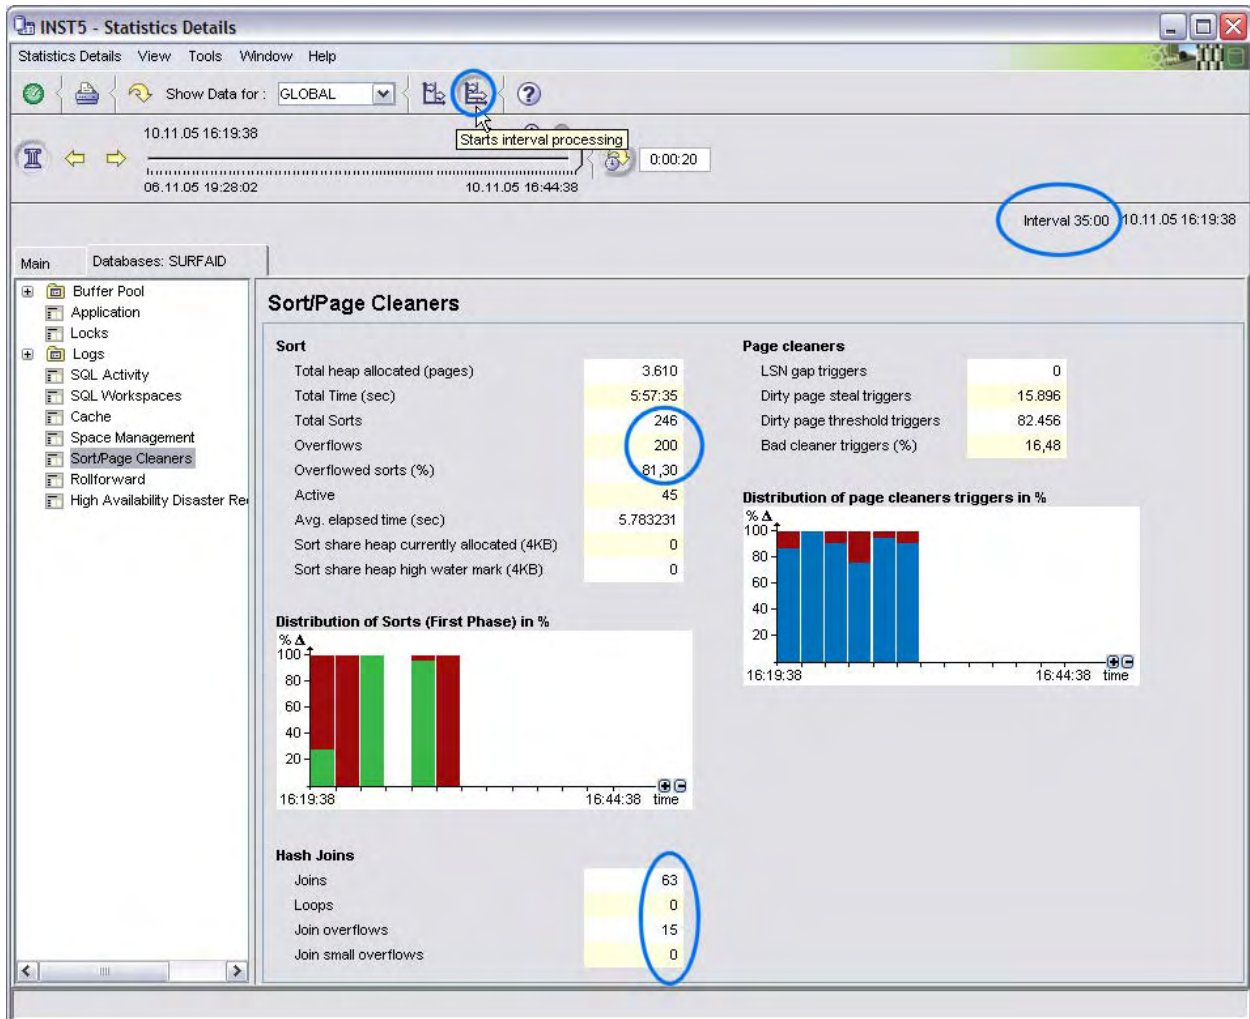 INST5 - Statistics Details
Statistics Details View Tools Window Help
Show Data for : GLOBAL
10.11.05 16:19:38
Starts interval processing
0:00:20
06.11.05 19:28:02 10.11.05 16:44:38
Interval 35:00 10.11.05 16:19:38
Main Databases: SURFAID
Buffer Pool
Application
Locks
Logs
SQL Activity
SQL Workspaces
Cache
Space Management
Sort/Page Cleaners
Rollforward
High Availability Disaster Re
Sort/Page Cleaners
Sort
Total heap allocated (pages) 3.610
Total Time (sec) 5:57:35
Total Sorts 246
Overflows 200
Overflowed sorts (%) 81,30
Active 45
Avg. elapsed time (sec) 5.783231
Sort share heap currently allocated (4KB) 0
Sort share heap high water mark (4KB) 0
Distribution of Sorts (First Phase) in %
% Δ
100
80
60
40
20
16:19:38 16:44:38 time
Hash Joins
Joins 63
Loops 0
Join overflows 15
Join small overflows 0
Page cleaners
LSN gap triggers 0
Dirty page steal triggers 15.896
Dirty page threshold triggers 82.456
Bad cleaner triggers (%) 16,48
Distribution of page cleaners triggers in %
% Δ
100
80
60
40
20
16:19:38 16:44:38 time